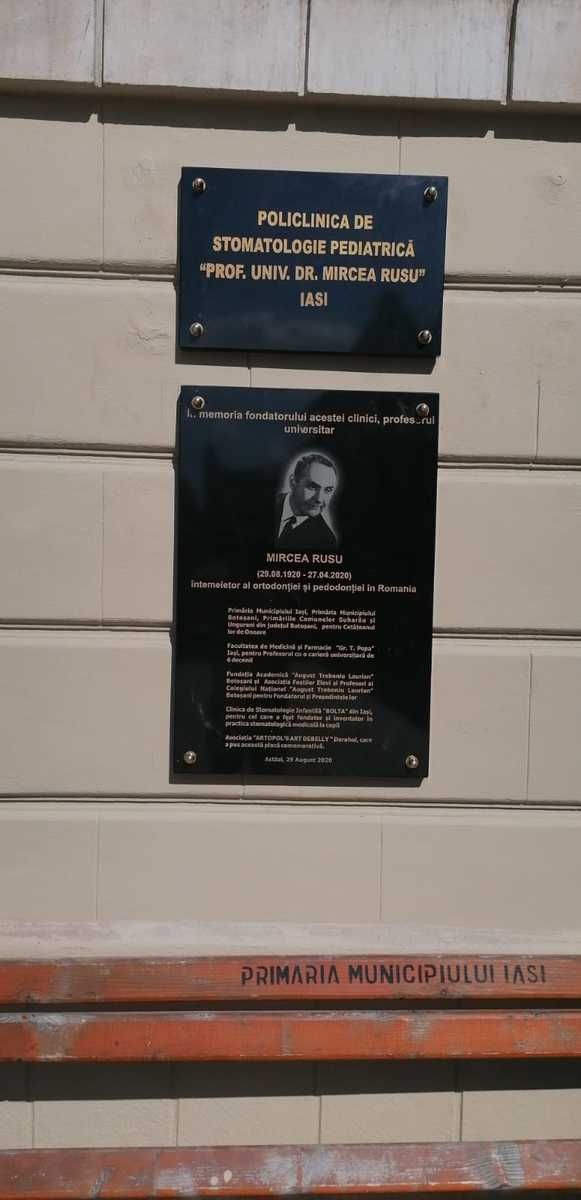 POLICLINICA DE
STOMATOLOGIE PEDIATRICĂ
"PROF. UNIV. DR. MIRCEA RUSU"
IASI
In memoria fondatorului acestei clinici, profesorul
universitar
MIRCEA RUSU
(29.08.1920 - 27.04.2020)
întemeietor al ortodonției și pedodonției în Romania
Primăria Municipiului Iași, Primăria Municipiului
Botoșani, Primăriile Comunelor Suharău și
Ungureni din județul Botoșani, pentru Cetățeanul
lor de Onoare
Facultatea de Medicină și Farmacie "Gr. T. Popa"
Iași, pentru Profesorul cu o carieră universitară de
6 decenii
Fundația Academică "August Treboniu Laurian"
Botoșani și Asociația Foștilor Elevi și Profesori ai
Colegiului Național "August Treboniu Laurian"
Botoșani pentru Fondatorul și Președintele lor
Clinica de Stomatologie Infantilă "BOLTA" din Iași,
pentru cel care a fost fondator și inventator în
practica stomatologică medicală la copii
Asociația "ARTOPOLIS ART DEBELLY" Dorohoi, care
a pus această placă comemorativă.
Astăzi, 29 August 2020
PRIMARIA MUNICIPIULUI IASI